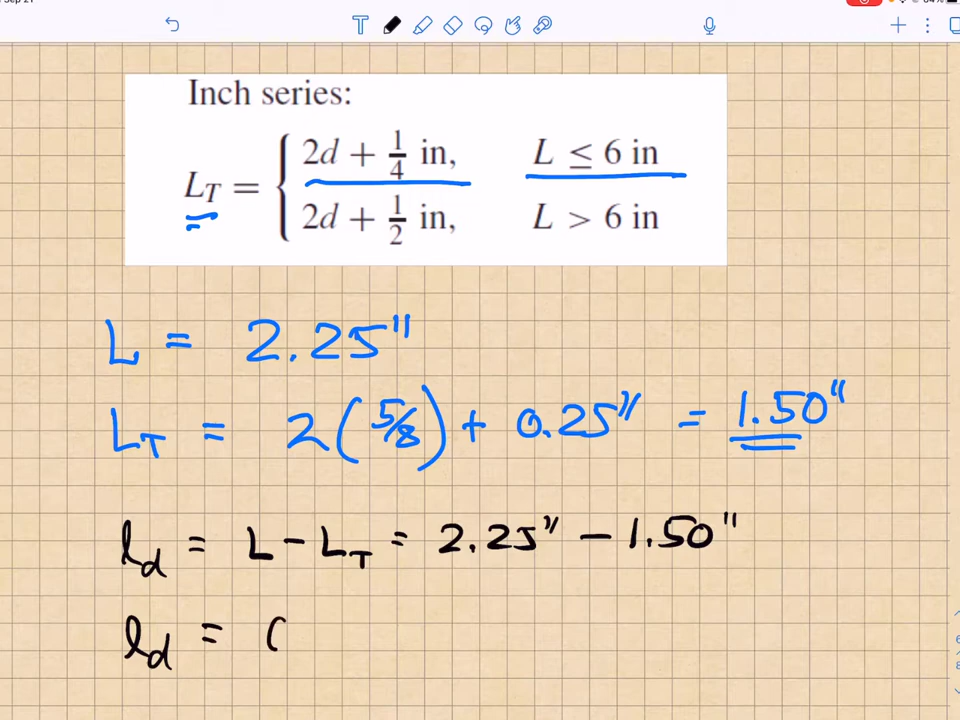 Inch series:
L_T = { 2d + 1/4 in, L ≤ 6 in
2d + 1/2 in, L > 6 in
L = 2.25"
L_T = 2(5/8) + 0.25" = 1.50"
l_d = L - L_T = 2.25" - 1.50"
l_d = (